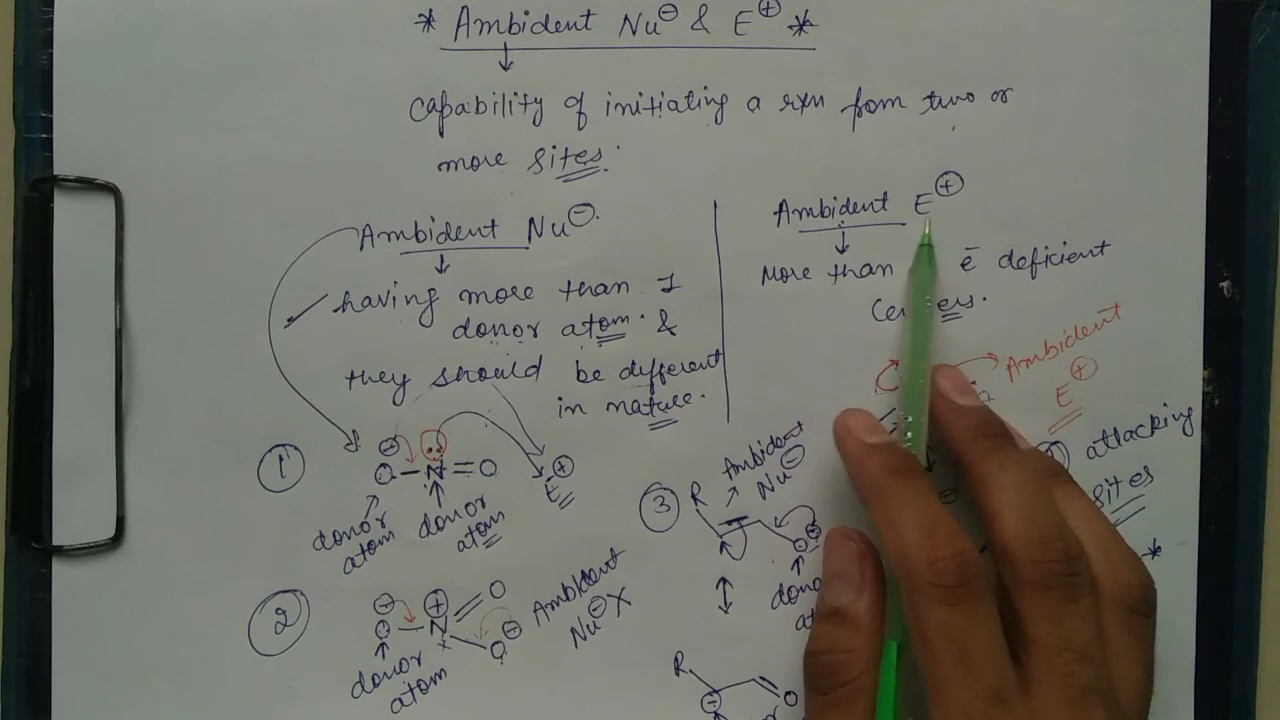 * Ambident Nu⊖ & E⊕ *
Capability of initiating a rxn from two or
more sites.
Ambident Nu⊖.
having more than 1
donor atom. &
they should be different
in nature.
① ⊖
O-N=O
E⊕
donor
atom
donor
atom
② O-N=O
⊕
O⊖
donor
atom
Ambident
Nu⊖ X
Ambident E⊕
More than
e̅ deficient
Ambident
E⊕
attacking
sites
*
③ R
Ambident
Nu⊖
O⊖
R
⊖
O